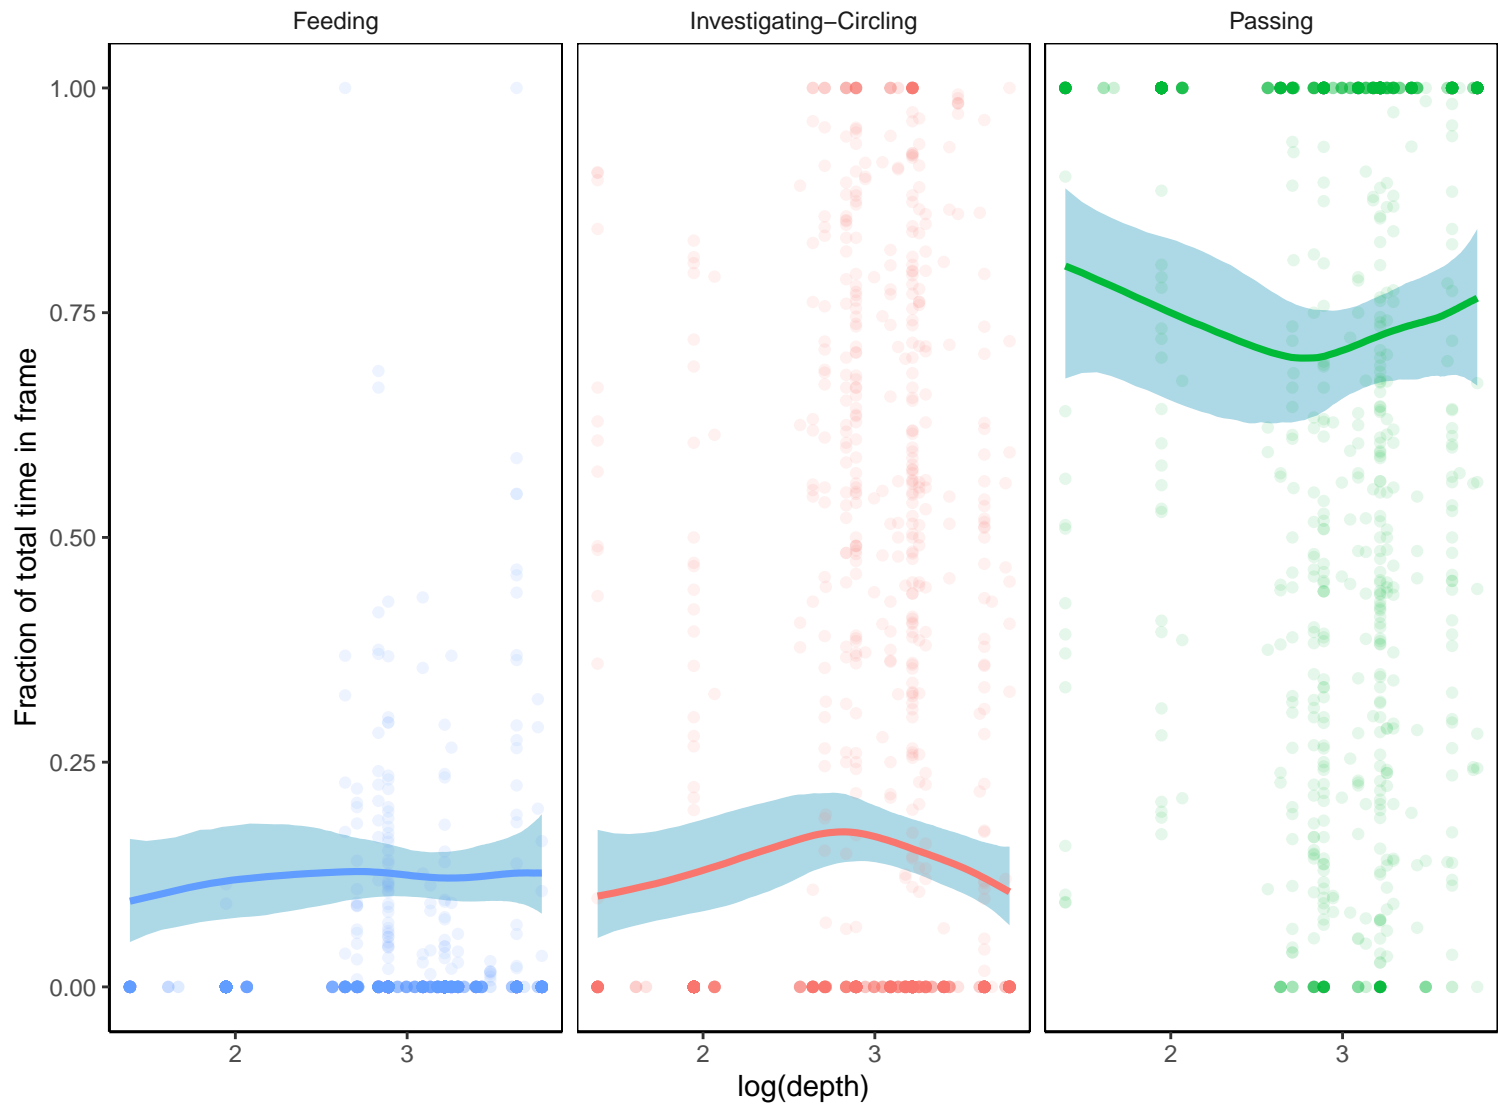 Feeding Investigating–Circling Passing
1.00
0.75
0.50
0.25
0.00
Fraction of total time in frame
2 3 2 3 2 3
log(depth)